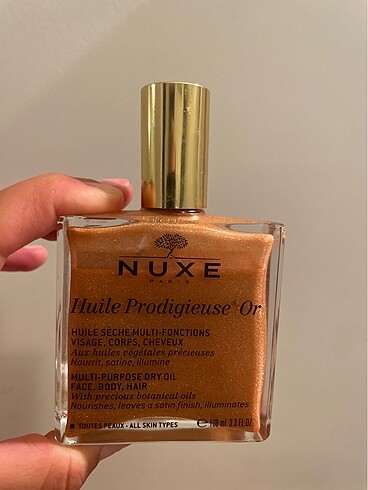 NUXE
PARIS
Huile Prodigieuse® Or
HUILE SÈCHE MULTI-FONCTIONS
VISAGE, CORPS, CHEVEUX
Aux huiles végétales précieuses
Nourrit, satine, illumine
MULTI-PURPOSE DRY OIL
FACE, BODY, HAIR
With precious botanical oils
Nourishes, leaves a satin finish, illuminates
■ TOUTES PEAUX - ALL SKIN TYPES ℮ 100 ml 3.3 fl.oz.